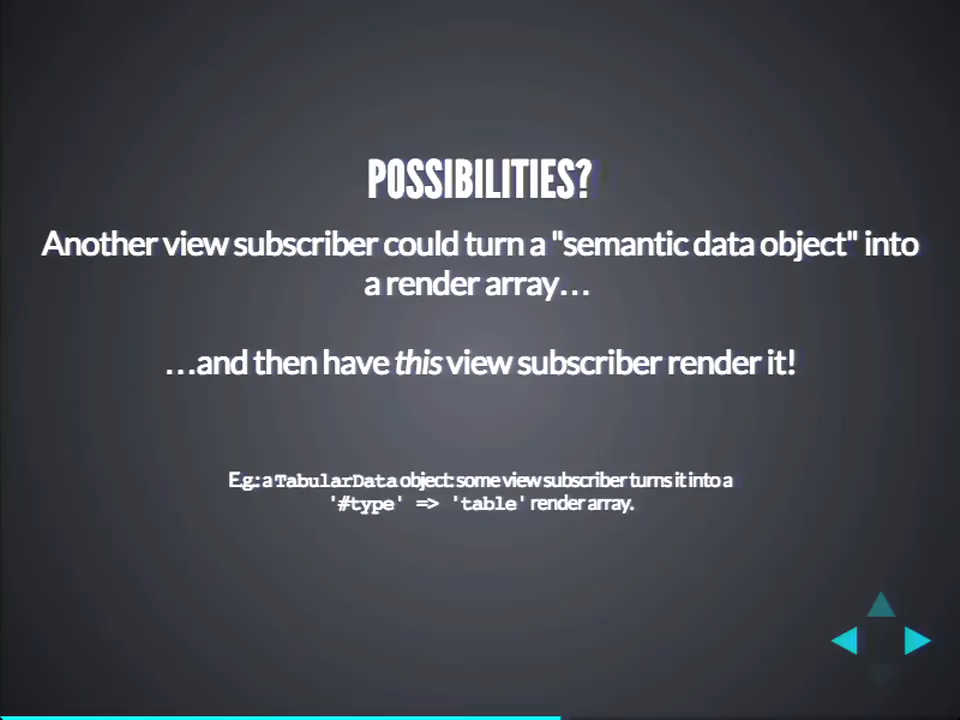 POSSIBILITIES?
Another view subscriber could turn a "semantic data object" into
a render array…
…and then have this view subscriber render it!
E.g.: a TabularData object: some view subscriber turns it into a
'#type' => 'table' render array.